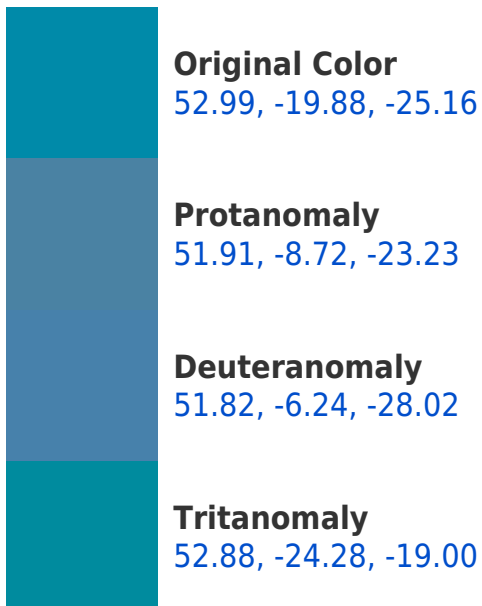 Original Color
52.99, -19.88, -25.16
Protanomaly
51.91, -8.72, -23.23
Deuteranomaly
51.82, -6.24, -28.02
Tritanomaly
52.88, -24.28, -19.00